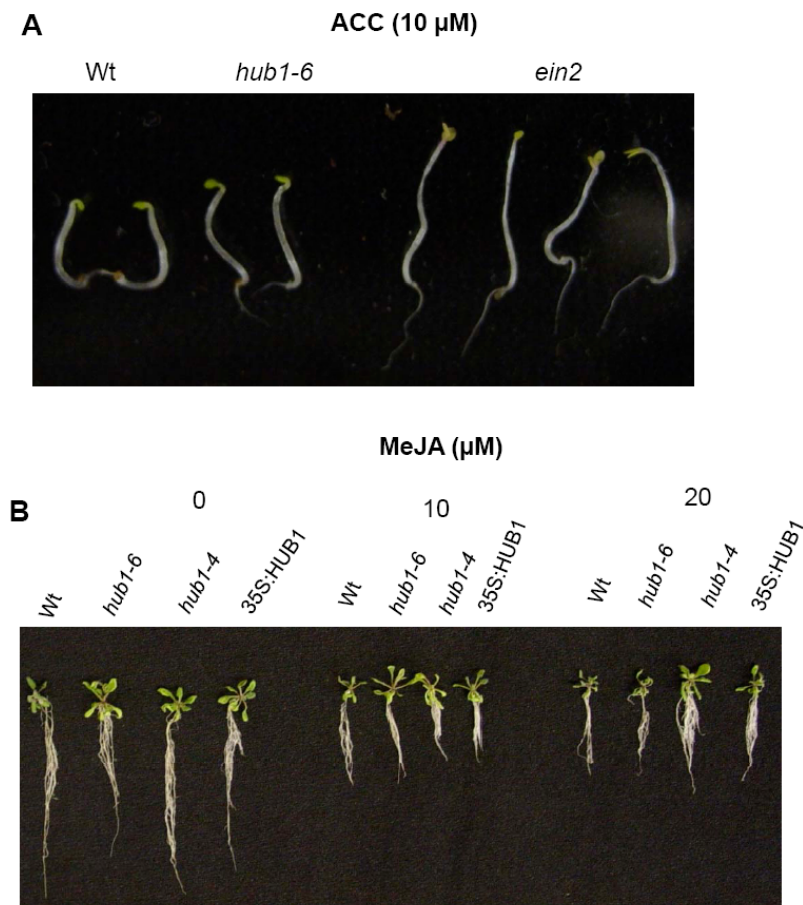 A
ACC (10 µM)
Wt hub1-6 ein2
MeJA (µM)
B
0 10 20
Wt hub1-6 hub1-4 35S:HUB1 Wt hub1-6 hub1-4 35S:HUB1 Wt hub1-6 hub1-4 35S:HUB1